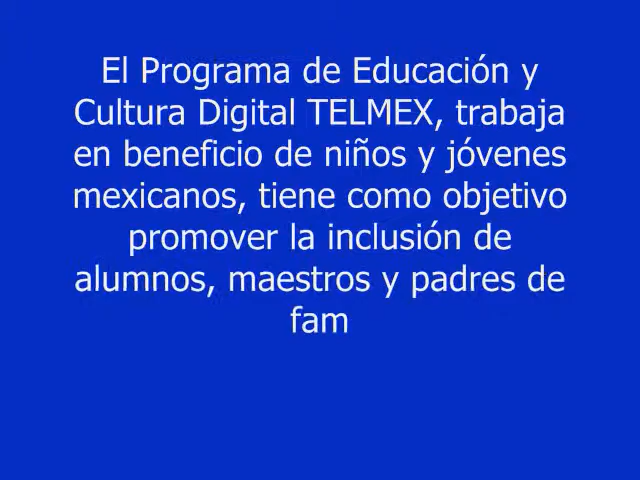 El Programa de Educación y
Cultura Digital TELMEX, trabaja
en beneficio de niños y jóvenes
mexicanos, tiene como objetivo
promover la inclusión de
alumnos, maestros y padres de
fam